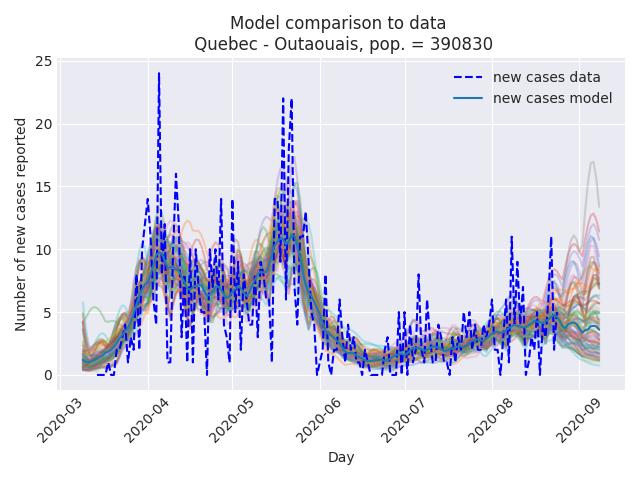 Model comparison to data
Quebec - Outaouais, pop. = 390830
new cases data
new cases model
Number of new cases reported
25
20
15
10
5
0
2020-03
2020-04
2020-05
2020-06
2020-07
2020-08
2020-09
Day